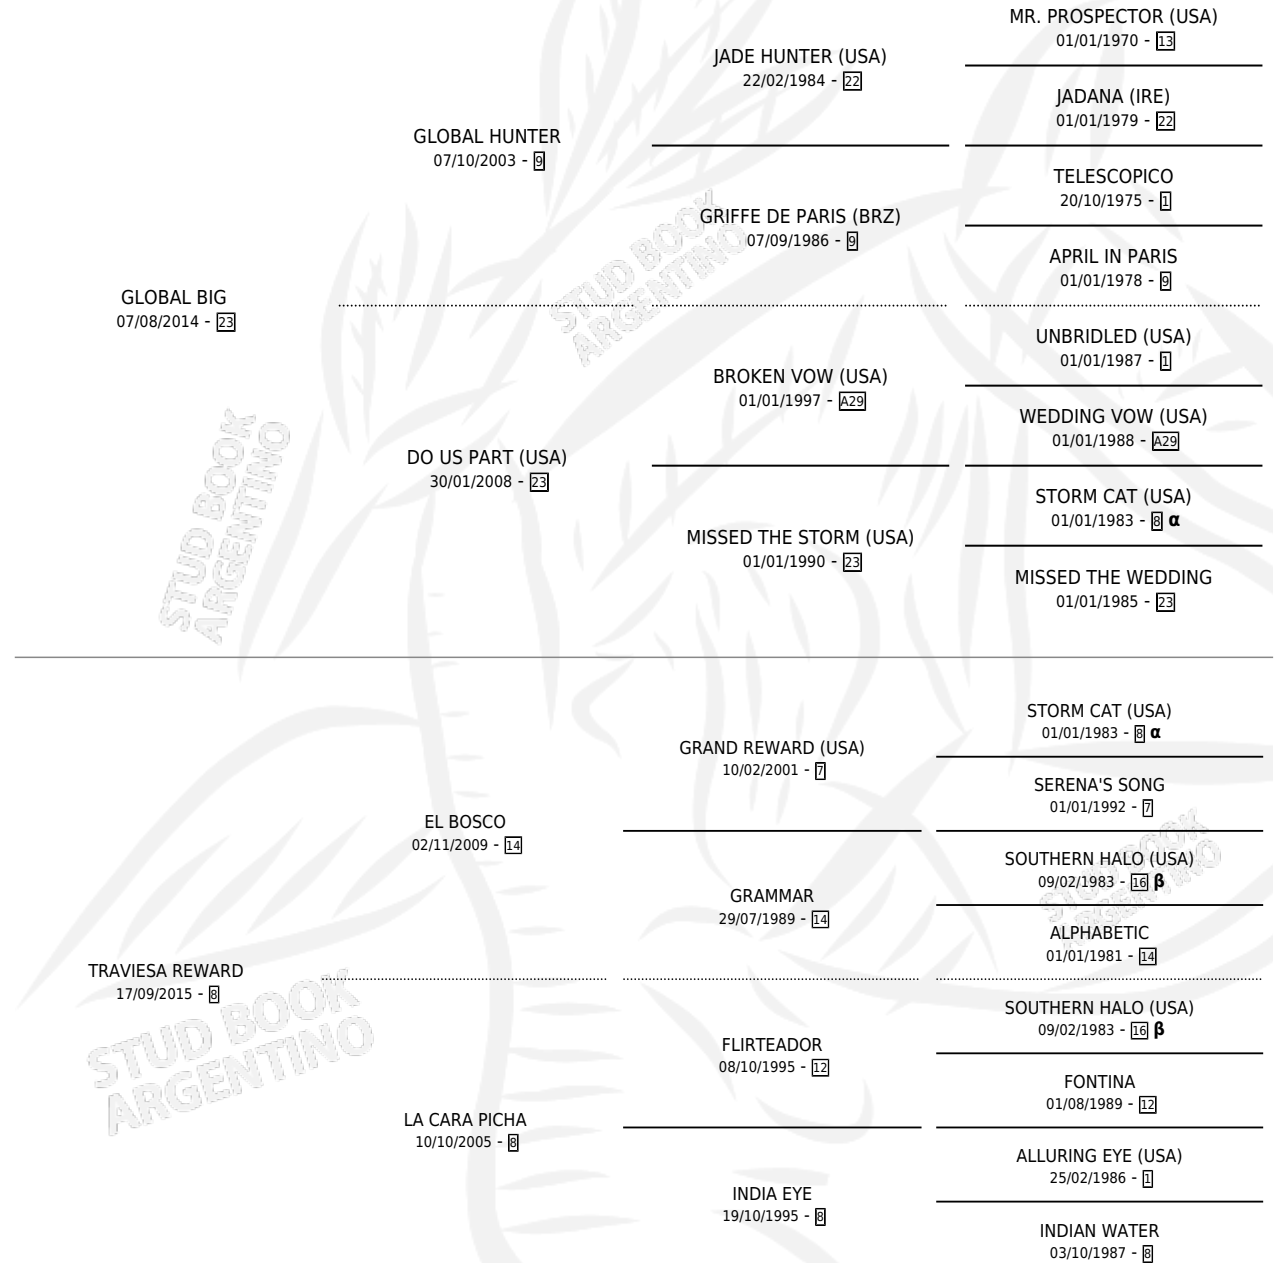 MR. PROSPECTOR (USA)
01/01/1970 - 13
JADE HUNTER (USA)
22/02/1984 - 22
JADANA (IRE)
01/01/1979 - 22
GLOBAL HUNTER
07/10/2003 - 9
TELESCOPICO
20/10/1975 - 1
GRIFFE DE PARIS (BRZ)
07/09/1986 - 9
APRIL IN PARIS
01/01/1978 - 9
STUD BOOK
ARGENTINO
GLOBAL BIG
07/08/2014 - 23
UNBRIDLED (USA)
01/01/1987 - 1
BROKEN VOW (USA)
01/01/1997 - A29
WEDDING VOW (USA)
01/01/1988 - A29
DO US PART (USA)
30/01/2008 - 23
STORM CAT (USA)
01/01/1983 - 8 α
MISSED THE STORM (USA)
01/01/1990 - 23
MISSED THE WEDDING
01/01/1985 - 23
STUD BOOK
ARGENTINO
STORM CAT (USA)
01/01/1983 - 8 α
GRAND REWARD (USA)
10/02/2001 - 7
SERENA'S SONG
01/01/1992 - 7
EL BOSCO
02/11/2009 - 14
SOUTHERN HALO (USA)
09/02/1983 - 16 β
STUD BOOK
ARGENTINO
GRAMMAR
29/07/1989 - 14
ALPHABETIC
01/01/1981 - 14
TRAVIESA REWARD
17/09/2015 - 8
STUD BOOK
ARGENTINO
SOUTHERN HALO (USA)
09/02/1983 - 16 β
FLIRTEADOR
08/10/1995 - 12
FONTINA
01/08/1989 - 12
LA CARA PICHA
10/10/2005 - 8
ALLURING EYE (USA)
25/02/1986 - 1
INDIA EYE
19/10/1995 - 8
INDIAN WATER
03/10/1987 - 8